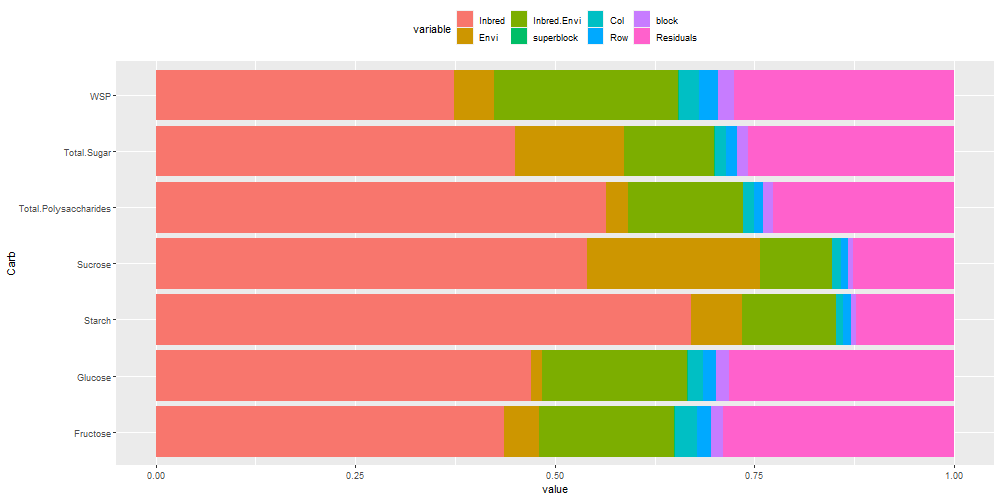 variable
Inbred
Inbred.Envi
Col
block
Envi
superblock
Row
Residuals
Carb
WSP
Total.Sugar
Total.Polysaccharides
Sucrose
Starch
Glucose
Fructose
0.00 0.25 0.50 0.75 1.00
value